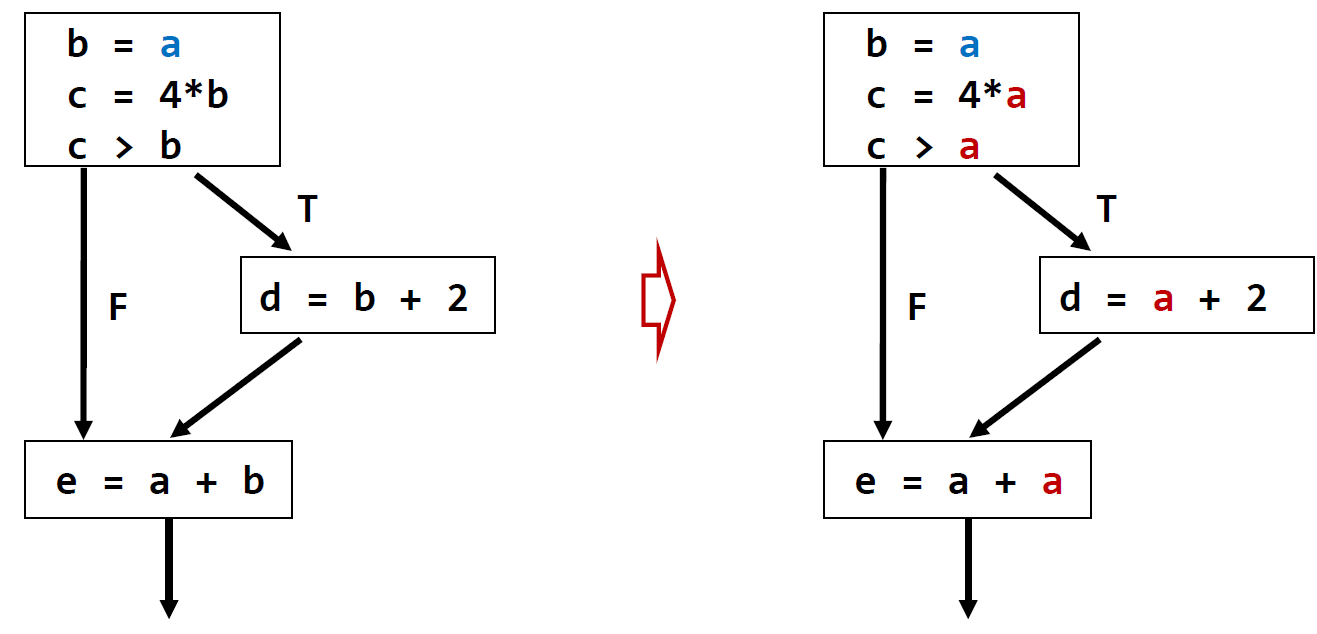 b = a
c = 4*b
c > b
T
F
d = b + 2
e = a + b
b = a
c = 4*a
c > a
T
F
d = a + 2
e = a + a